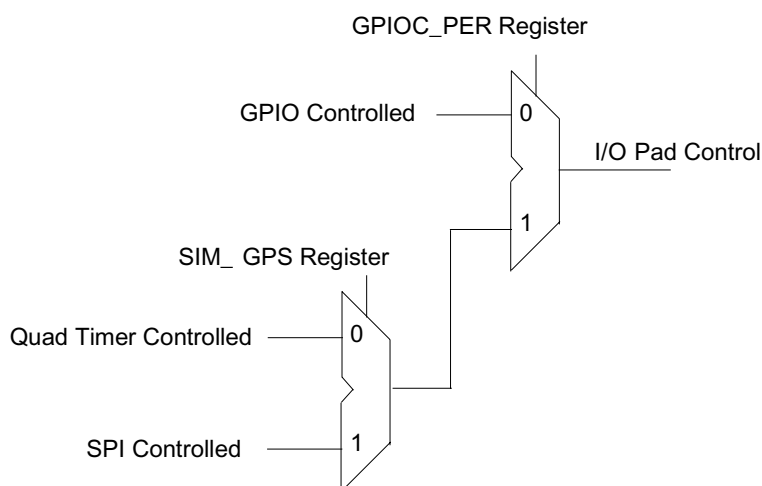 GPIOC_PER Register
GPIO Controlled
0
I/O Pad Control
1
SIM_ GPS Register
Quad Timer Controlled
0
SPI Controlled
1